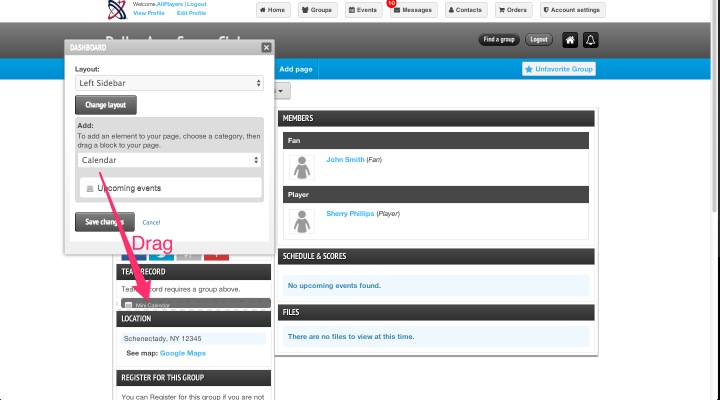 Welcome,AllPlayers | Logout
View Profile Edit Profile
Home
Groups
Events
10
Messages
Contacts
Orders
Account settings
Find a group
Logout
DASHBOARD
Layout:
Left Sidebar
Change layout
Add:
To add an element to your page, choose a category, then
drag a block to your page.
Calendar
Upcoming events
Save changes
Cancel
Drag
Add page
Unfavorite Group
MEMBERS
Fan
John Smith (Fan)
Player
Sherry Phillips (Player)
SCHEDULE & SCORES
No upcoming events found.
FILES
There are no files to view at this time.
Team record requires a group above.
Mini Calendar
LOCATION
Schenectady, NY 12345
See map: Google Maps
REGISTER FOR THIS GROUP
You can Register for this group if you are not